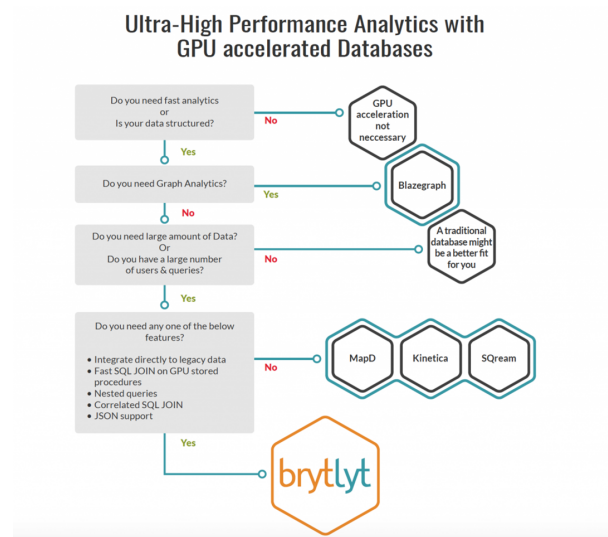 Ultra-High Performance Analytics with
GPU accelerated Databases
Do you need fast analytics
or
Is your data structured?
No
GPU
acceleration
not
neccessary
Yes
Do you need Graph Analytics?
Yes
Blazegraph
No
Do you need large amount of Data?
Or
Do you have a large number
of users & queries?
No
A traditional
database might
be a better fit
for you
Yes
Do you need any one of the below
features?
• Integrate directly to legacy data
• Fast SQL JOIN on GPU stored
procedures
• Nested queries
• Correlated SQL JOIN
• JSON support
No
MapD
Kinetica
SQream
Yes
brytlyt